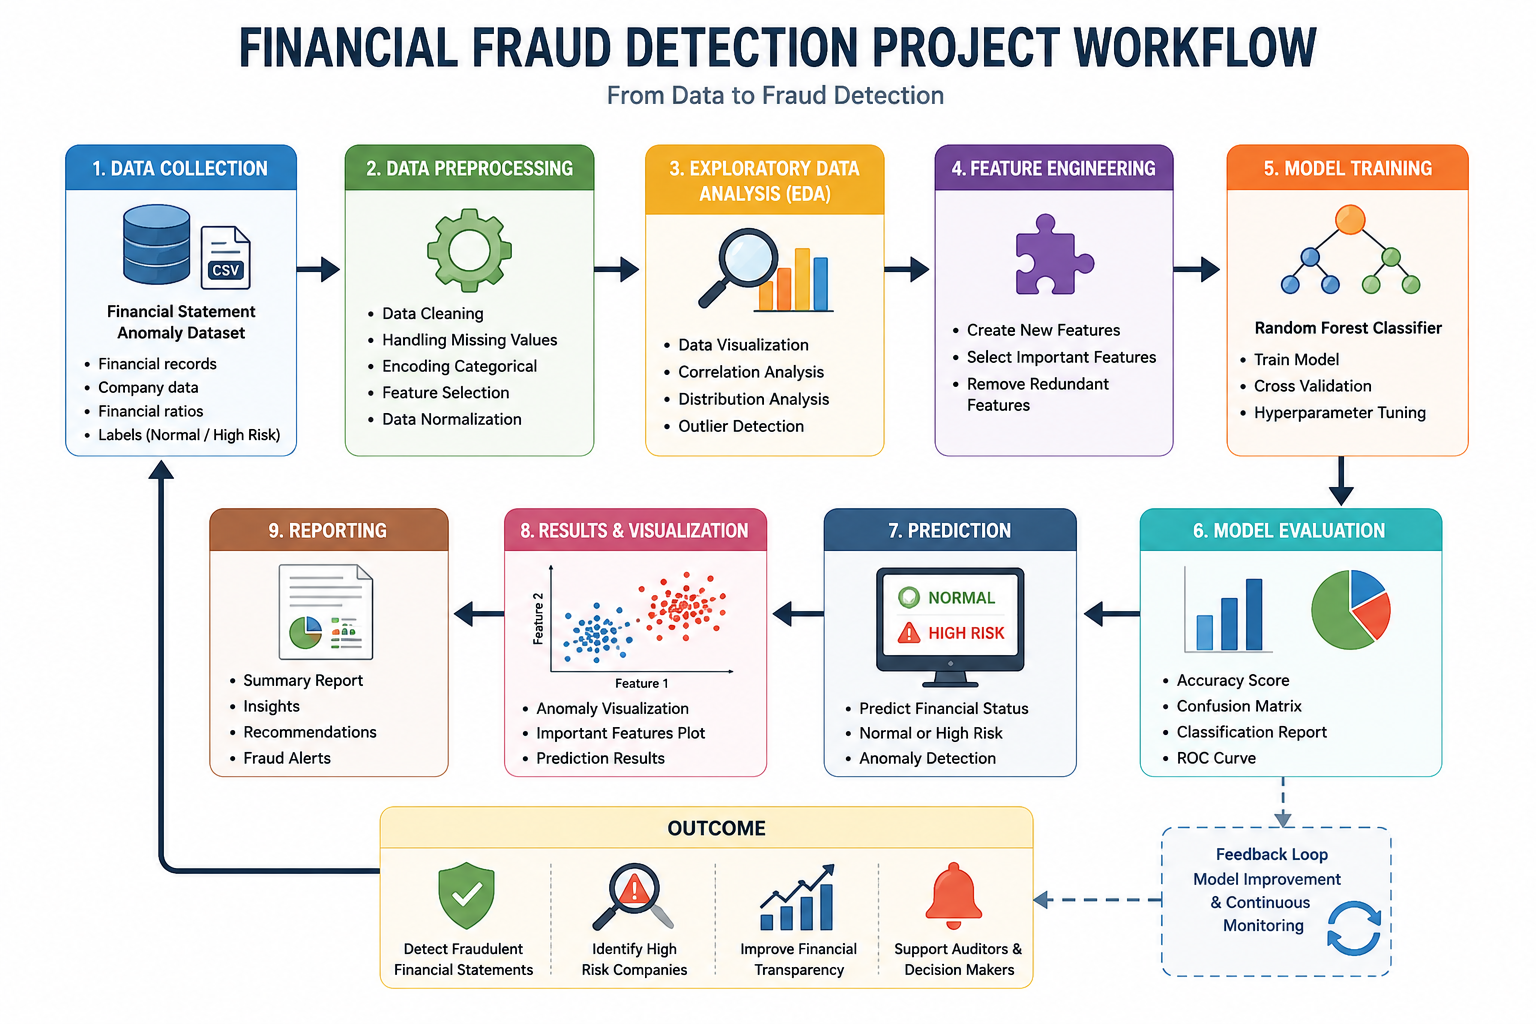 FINANCIAL FRAUD DETECTION PROJECT WORKFLOW
From Data to Fraud Detection
1. DATA COLLECTION
CSV
Financial Statement
Anomaly Dataset
• Financial records
• Company data
• Financial ratios
• Labels (Normal / High Risk)
2. DATA PREPROCESSING
• Data Cleaning
• Handling Missing Values
• Encoding Categorical
• Feature Selection
• Data Normalization
3. EXPLORATORY DATA
ANALYSIS (EDA)
• Data Visualization
• Correlation Analysis
• Distribution Analysis
• Outlier Detection
4. FEATURE ENGINEERING
• Create New Features
• Select Important Features
• Remove Redundant
Features
5. MODEL TRAINING
Random Forest Classifier
• Train Model
• Cross Validation
• Hyperparameter Tuning
9. REPORTING
• Summary Report
• Insights
• Recommendations
• Fraud Alerts
8. RESULTS & VISUALIZATION
Feature 2
Feature 1
• Anomaly Visualization
• Important Features Plot
• Prediction Results
7. PREDICTION
NORMAL
HIGH RISK
• Predict Financial Status
• Normal or High Risk
• Anomaly Detection
6. MODEL EVALUATION
• Accuracy Score
• Confusion Matrix
• Classification Report
• ROC Curve
OUTCOME
Detect Fraudulent
Financial Statements
Identify High
Risk Companies
Improve Financial
Transparency
Support Auditors &
Decision Makers
Feedback Loop
Model Improvement
& Continuous
Monitoring